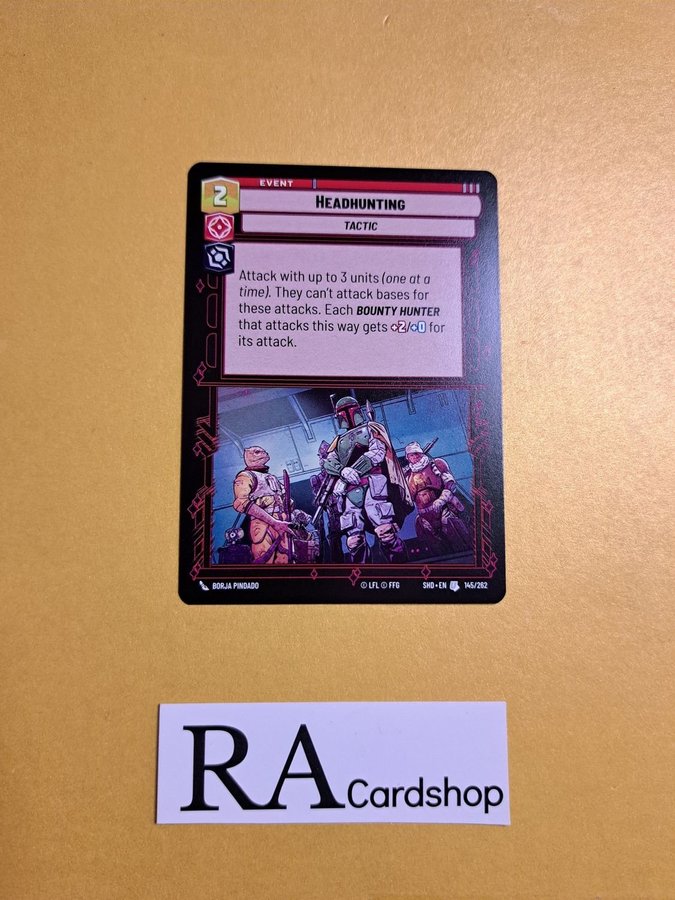 EVENT
2
HEADHUNTING
TACTIC
Attack with up to 3 units (one at a
time). They can't attack bases for
these attacks. Each BOUNTY HUNTER
that attacks this way gets +2/+0 for
its attack.
BORJA PINDADO
© LFL © FFG
SHD • EN
145/262
RA Cardshop